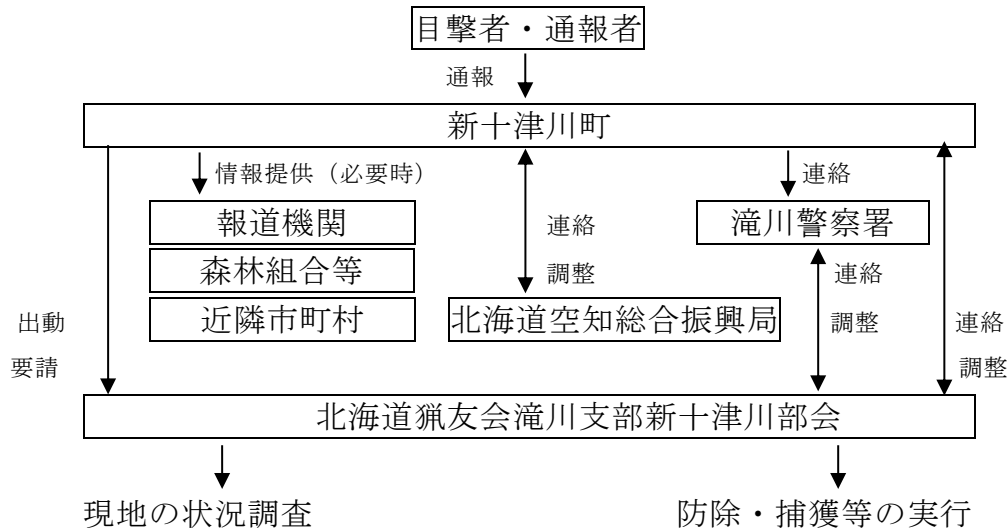 目撃者・通報者
通報
新十津川町
情報提供（必要時）
連絡
報道機関
滝川警察署
連絡
森林組合等
調整
連絡
近隣市町村
北海道空知総合振興局
調整
出動
要請
連絡
調整
北海道猟友会滝川支部新十津川部会
現地の状況調査
防除・捕獲等の実行